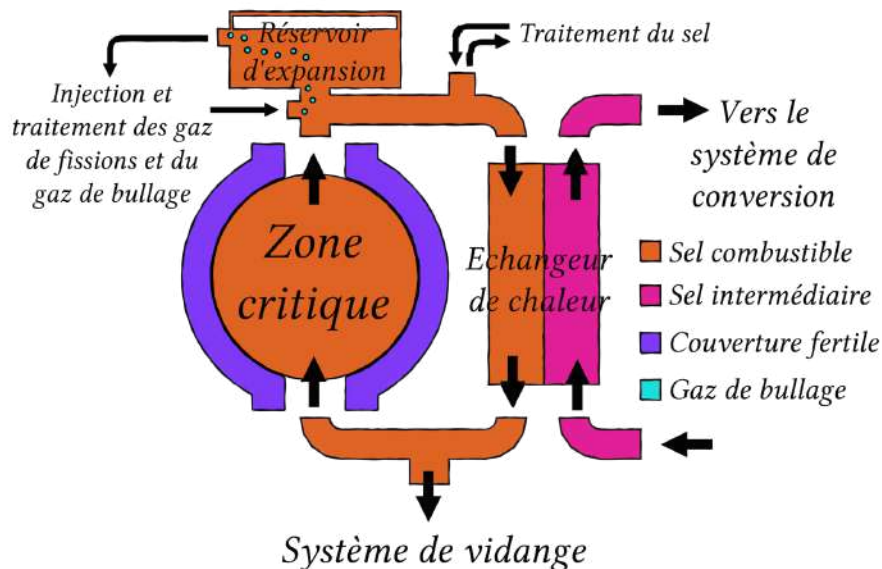 Réservoir
d'expansion
Traitement du sel
Injection et
traitement des gaz
de fissions et du
gaz de bullage
Vers le
système de
conversion
Zone
critique
Echangeur
de chaleur
Sel combustible
Sel intermédiaire
Couverture fertile
Gaz de bullage
Système de vidange